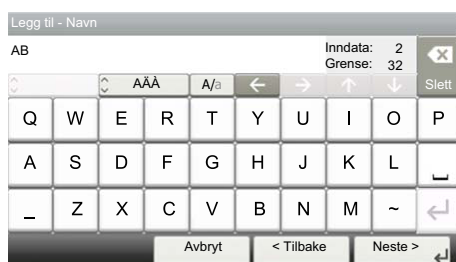 Legg til - Navn
AB
Inndata: 2
Grense: 32
AÄÀ A/a Slett
Q W E R T Y U I O P
A S D F G H J K L
_ Z X C V B N M ~
Avbryt < Tilbake Neste >